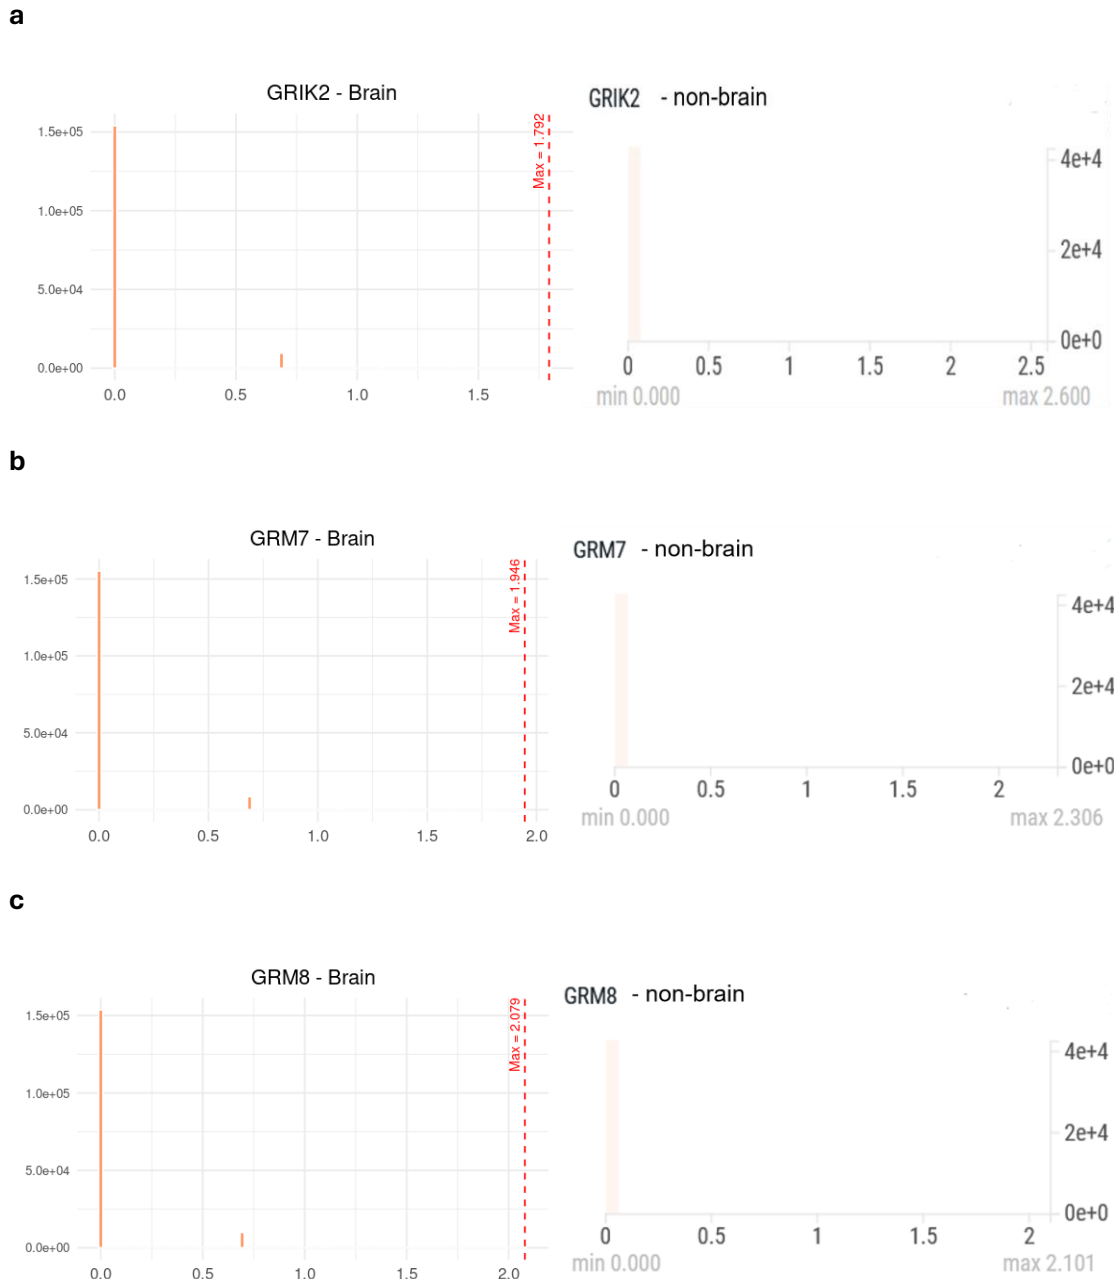 a
GRIK2 - Brain
1.5e+05
1.0e+05
5.0e+04
0.0e+00
0.0 0.5 1.0 1.5
Max = 1.792
GRIK2 - non-brain
4e+4
2e+4
0e+0
0 0.5 1 1.5 2 2.5
min 0.000 max 2.600
b
GRM7 - Brain
1.5e+05
1.0e+05
5.0e+04
0.0e+00
0.0 0.5 1.0 1.5 2.0
Max = 1.946
GRM7 - non-brain
4e+4
2e+4
0e+0
0 0.5 1 1.5 2
min 0.000 max 2.306
c
GRM8 - Brain
1.5e+05
1.0e+05
5.0e+04
0.0e+00
0.0 0.5 1.0 1.5 2.0
Max = 2.079
GRM8 - non-brain
4e+4
2e+4
0e+0
0 0.5 1 1.5 2
min 0.000 max 2.101